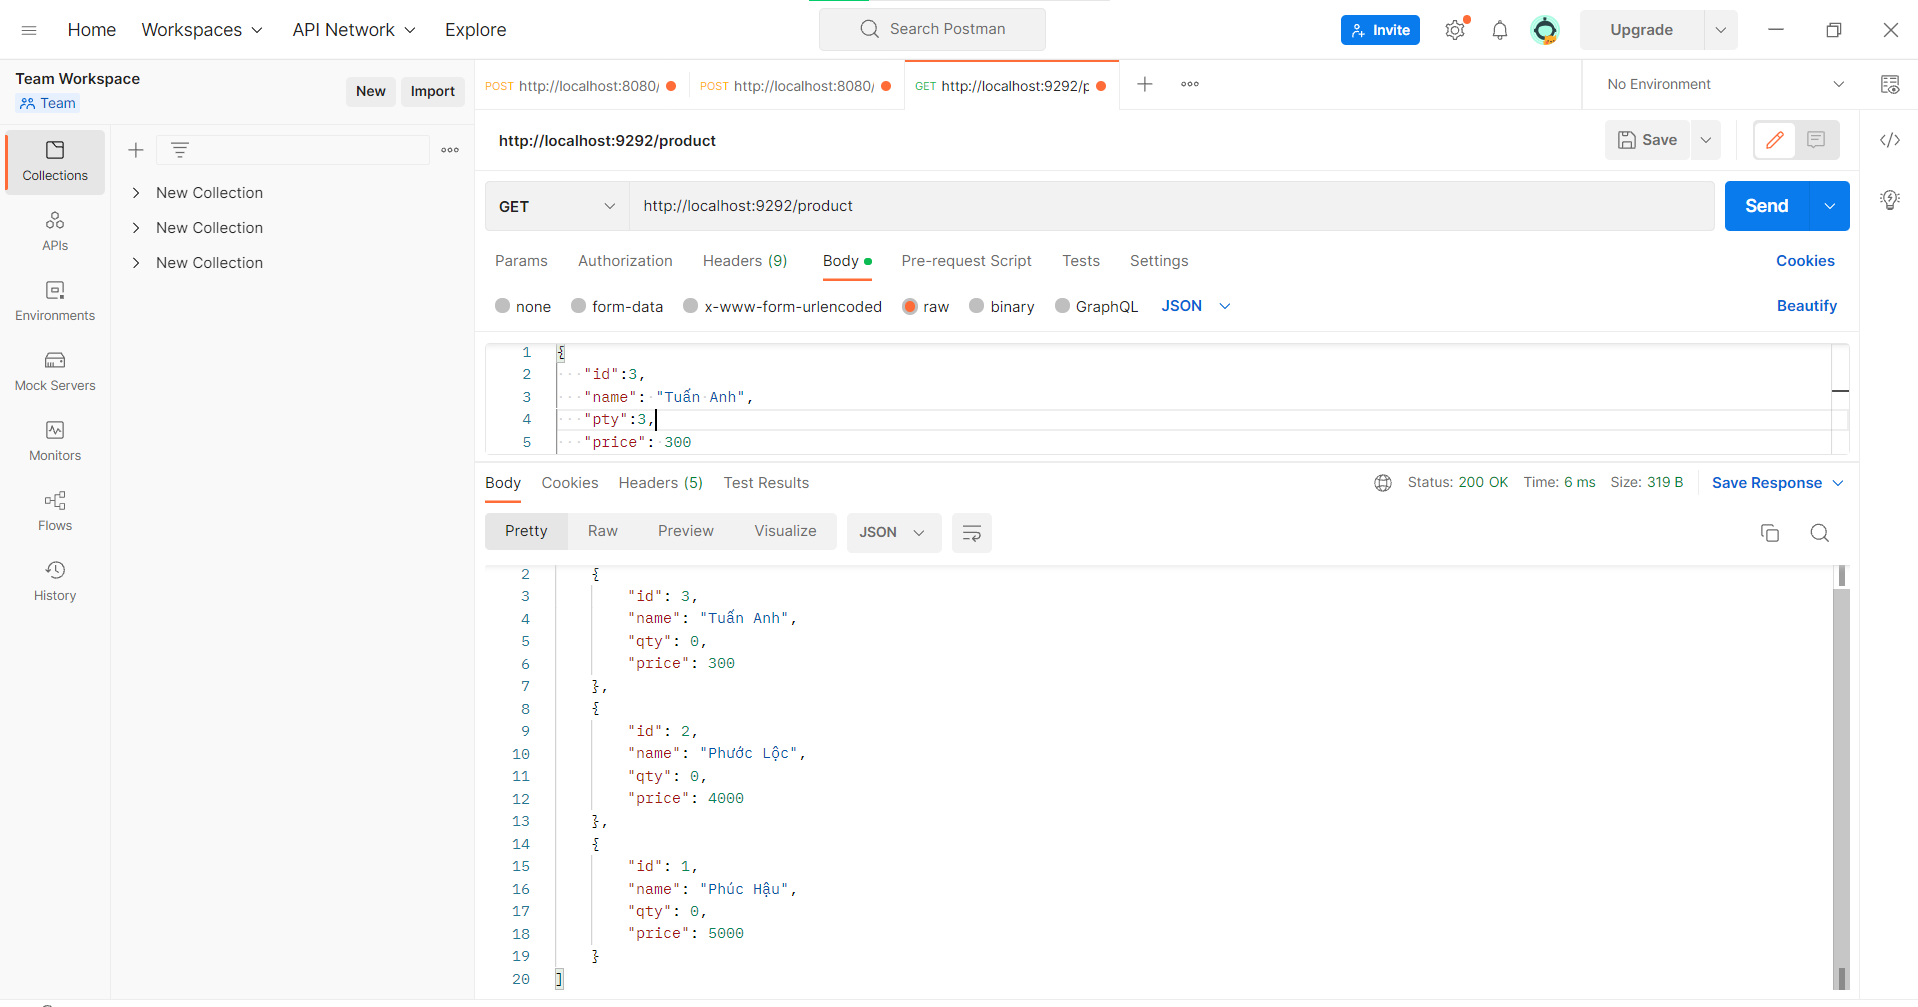 Home Workspaces API Network Explore Search Postman Invite Upgrade
Team Workspace
Team
New Import
POST http://localhost:8080/ POST http://localhost:8080/ GET http://localhost:9292/p No Environment
http://localhost:9292/product Save
GET http://localhost:9292/product Send
Params Authorization Headers (9) Body Pre-request Script Tests Settings Cookies
none form-data x-www-form-urlencoded raw binary GraphQL JSON Beautify
Collections
APIs
Environments
Mock Servers
Monitors
Flows
History
New Collection
New Collection
New Collection
1 {
2 "id":3,
3 "name": "Tuấn Anh",
4 "pty":3,
5 "price": 300
Body Cookies Headers (5) Test Results Status: 200 OK Time: 6 ms Size: 319 B Save Response
Pretty Raw Preview Visualize JSON
2 {
3 "id": 3,
4 "name": "Tuấn Anh",
5 "qty": 0,
6 "price": 300
7 },
8 {
9 "id": 2,
10 "name": "Phước Lộc",
11 "qty": 0,
12 "price": 4000
13 },
14 {
15 "id": 1,
16 "name": "Phúc Hậu",
17 "qty": 0,
18 "price": 5000
19 }
20 ]